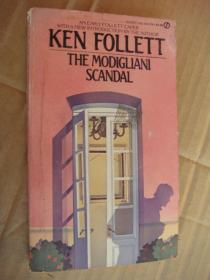 AN EARLY FOLLETT CAPER
WITH A NEW INTRODUCTION BY THE AUTHOR
KEN FOLLETT
THE MODIGLIANI
SCANDAL